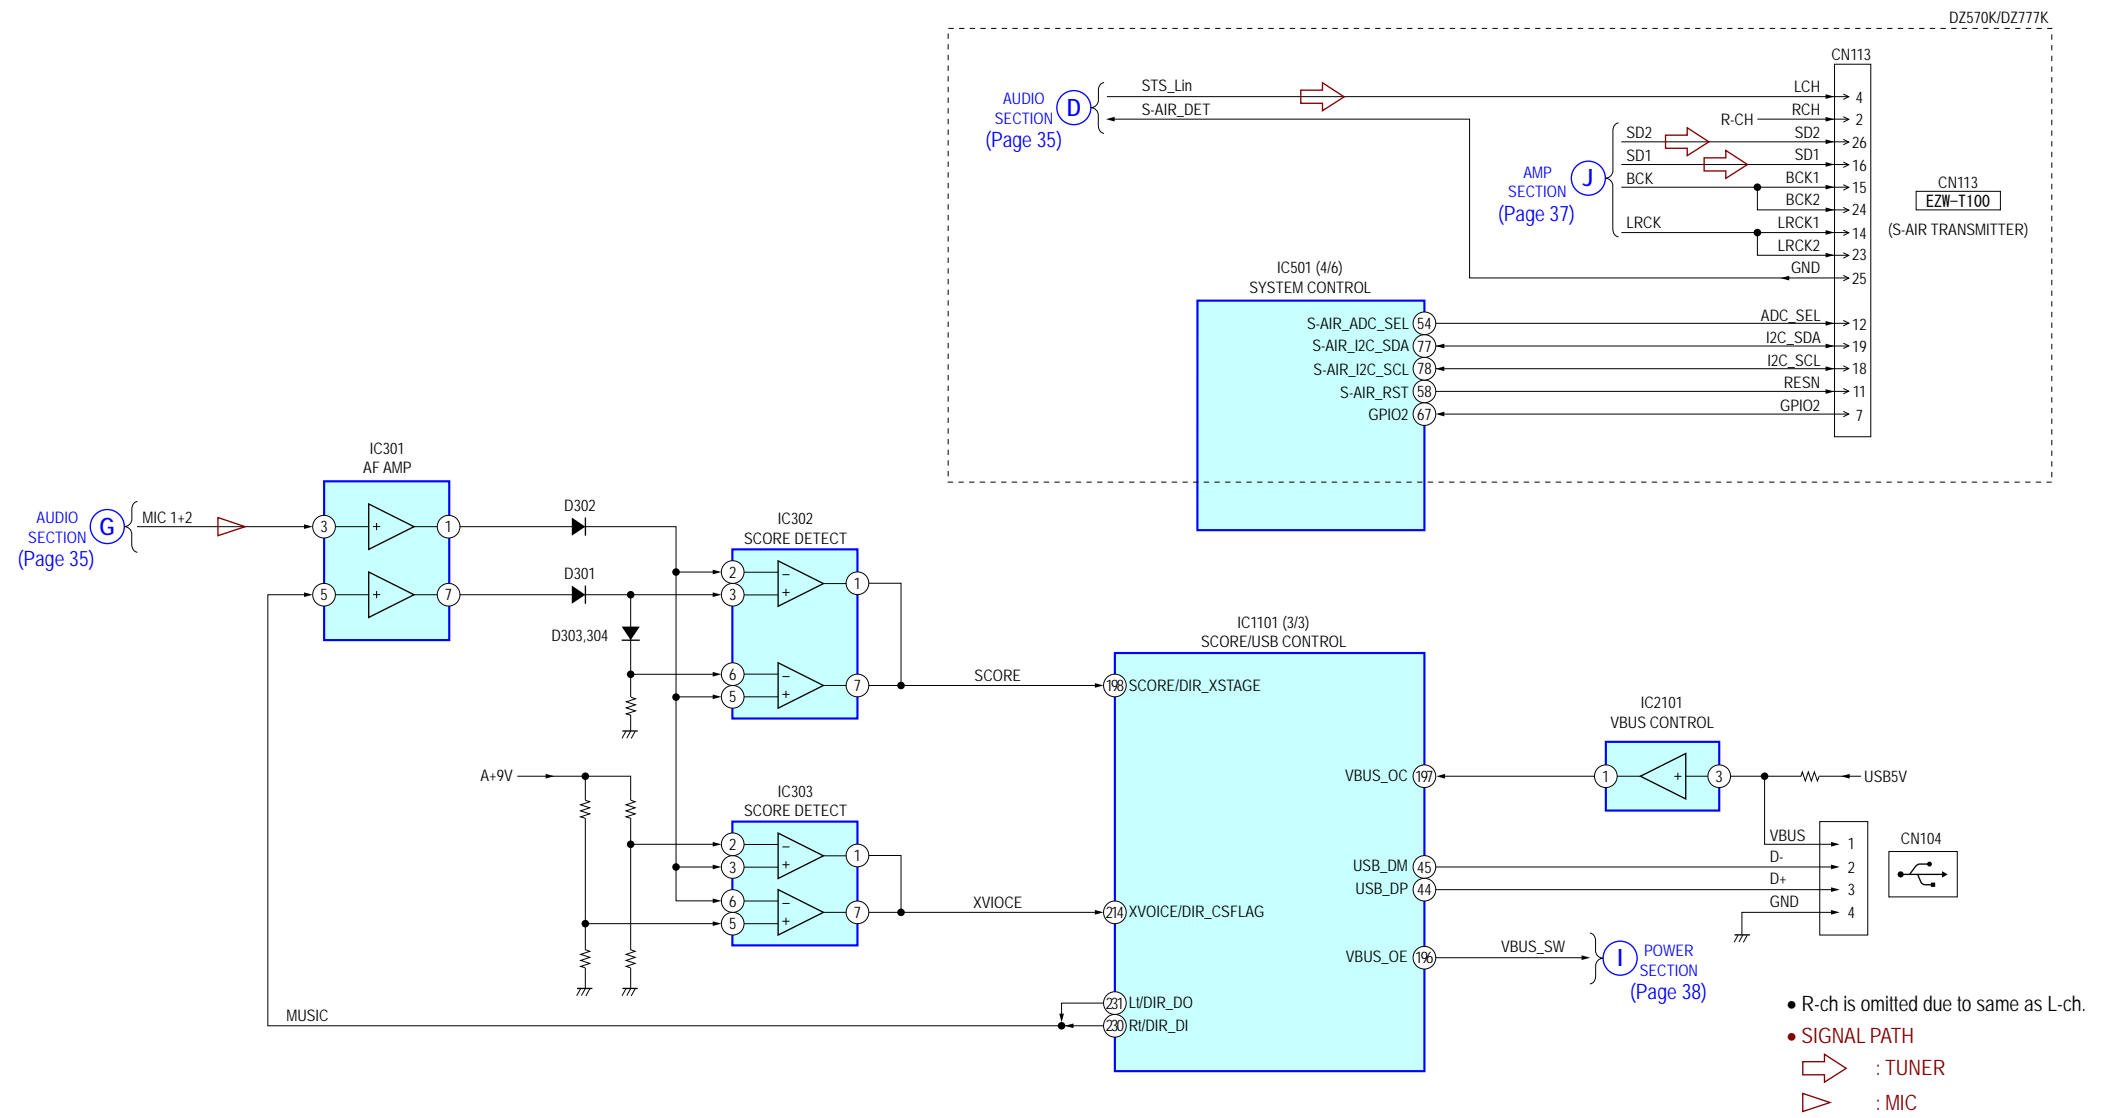 DZ570K/DZ777K
CN113
AUDIO
SECTION
(Page 35)
D
STS_Lin
S-AIR_DET
LCH
4
R-CH
RCH
2
SD2
SD2
26
SD1
SD1
16
BCK
BCK1
15
BCK2
24
LRCK
LRCK1
14
LRCK2
23
GND
25
AMP
SECTION
(Page 37)
J
CN113
EZW-T100
(S-AIR TRANSMITTER)
IC501 (4/6)
SYSTEM CONTROL
S-AIR_ADC_SEL
54
ADC_SEL
12
S-AIR_I2C_SDA
77
I2C_SDA
19
S-AIR_I2C_SCL
78
I2C_SCL
18
S-AIR_RST
58
RESN
11
GPIO2
67
GPIO2
7
IC301
AF AMP
AUDIO
SECTION
(Page 35)
G
MIC 1+2
3
+
1
5
+
7
D302
D301
D303,304
IC302
SCORE DETECT
2
–
3
+
1
6
–
5
+
7
SCORE
A+9V
IC303
SCORE DETECT
2
–
3
+
1
6
–
5
+
7
XVIOCE
MUSIC
IC1101 (3/3)
SCORE/USB CONTROL
198
SCORE/DIR_XSTAGE
214
XVOICE/DIR_CSFLAG
231
Lt/DIR_DO
230
Rt/DIR_DI
VBUS_OC
197
USB_DM
45
USB_DP
44
VBUS_OE
196
IC2101
VBUS CONTROL
1
+
3
USB5V
VBUS
1
D-
2
D+
3
GND
4
CN104
VBUS_SW
I
POWER
SECTION
(Page 38)
● R-ch is omitted due to same as L-ch.
● SIGNAL PATH
: TUNER
: MIC